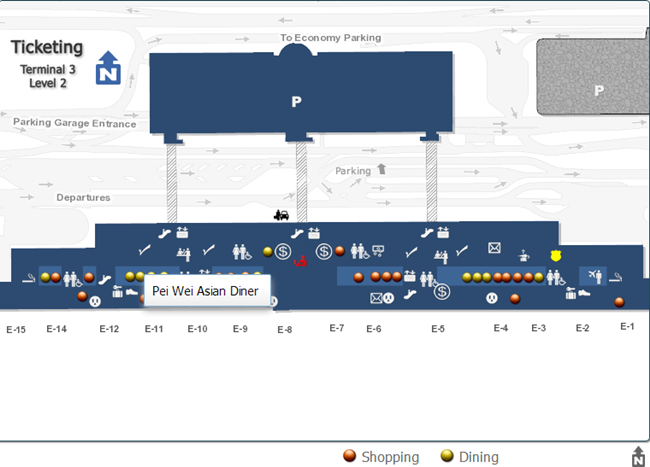 Ticketing
Terminal 3
Level 2
N
To Economy Parking
P
P
Parking Garage Entrance
Parking
Departures
$
$
$
Pei Wei Asian Diner
E-15
E-14
E-12
E-11
E-10
E-9
E-8
E-7
E-6
E-5
E-4
E-3
E-2
E-1
Shopping
Dining
N